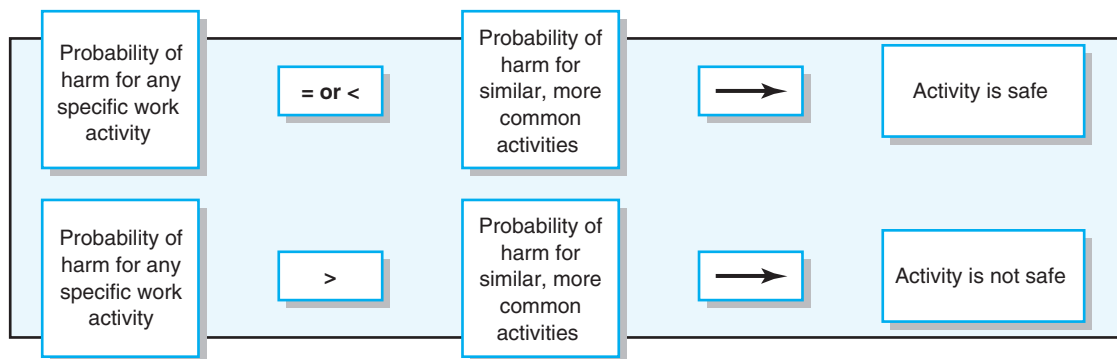 Probability of
harm for any
specific work
activity
= or <
Probability of
harm for
similar, more
common
activities
Activity is safe
Probability of
harm for any
specific work
activity
>
Probability of
harm for
similar, more
common
activities
Activity is not safe